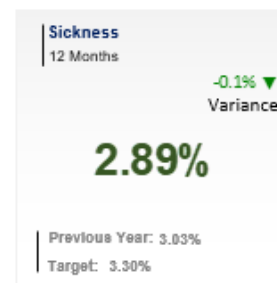 Sickness
12 Months
-0.1% ▼
Variance
2.89%
Previous Year: 3.03%
Target: 3.30%